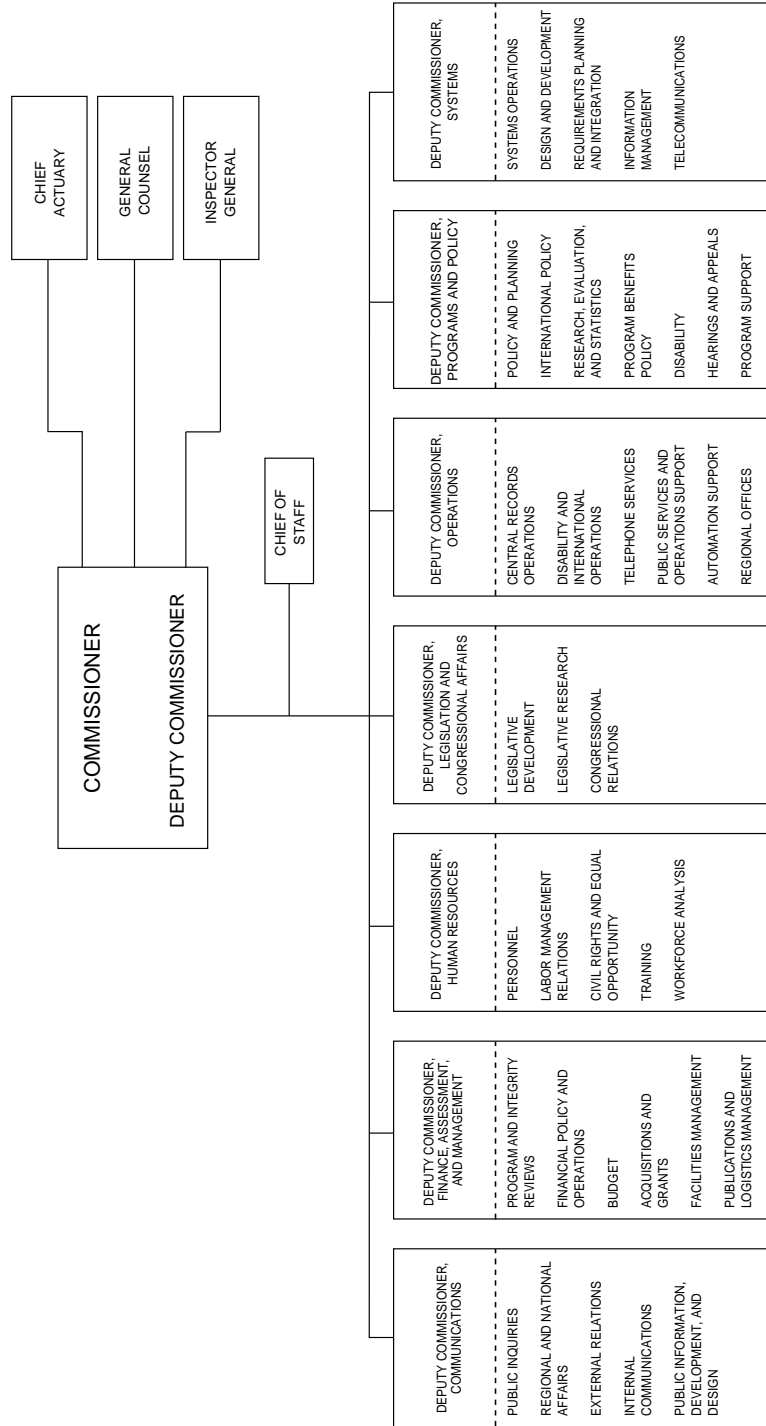 CHIEF
ACTUARY
GENERAL
COUNSEL
INSPECTOR
GENERAL
COMMISSIONER
DEPUTY COMMISSIONER
CHIEF OF
STAFF
DEPUTY COMMISSIONER,
COMMUNICATIONS
PUBLIC INQUIRIES
REGIONAL AND NATIONAL
AFFAIRS
EXTERNAL RELATIONS
INTERNAL
COMMUNICATIONS
PUBLIC INFORMATION,
DEVELOPMENT, AND
DESIGN
DEPUTY COMMISSIONER,
FINANCE, ASSESSMENT,
AND MANAGEMENT
PROGRAM AND INTEGRITY
REVIEWS
FINANCIAL POLICY AND
OPERATIONS
BUDGET
ACQUISITIONS AND
GRANTS
FACILITIES MANAGEMENT
PUBLICATIONS AND
LOGISTICS MANAGEMENT
DEPUTY COMMISSIONER,
HUMAN RESOURCES
PERSONNEL
LABOR MANAGEMENT
RELATIONS
CIVIL RIGHTS AND EQUAL
OPPORTUNITY
TRAINING
WORKFORCE ANALYSIS
DEPUTY COMMISSIONER,
LEGISLATION AND
CONGRESSIONAL AFFAIRS
LEGISLATIVE
DEVELOPMENT
LEGISLATIVE RESEARCH
CONGRESSIONAL
RELATIONS
DEPUTY COMMISSIONER,
OPERATIONS
CENTRAL RECORDS
OPERATIONS
DISABILITY AND
INTERNATIONAL
OPERATIONS
TELEPHONE SERVICES
PUBLIC SERVICES AND
OPERATIONS SUPPORT
AUTOMATION SUPPORT
REGIONAL OFFICES
DEPUTY COMMISSIONER,
PROGRAMS AND POLICY
POLICY AND PLANNING
INTERNATIONAL POLICY
RESEARCH, EVALUATION,
AND STATISTICS
PROGRAM BENEFITS
POLICY
DISABILITY
HEARINGS AND APPEALS
PROGRAM SUPPORT
DEPUTY COMMISSIONER,
SYSTEMS
SYSTEMS OPERATIONS
DESIGN AND DEVELOPMENT
REQUIREMENTS PLANNING
AND INTEGRATION
INFORMATION
MANAGEMENT
TELECOMMUNICATIONS